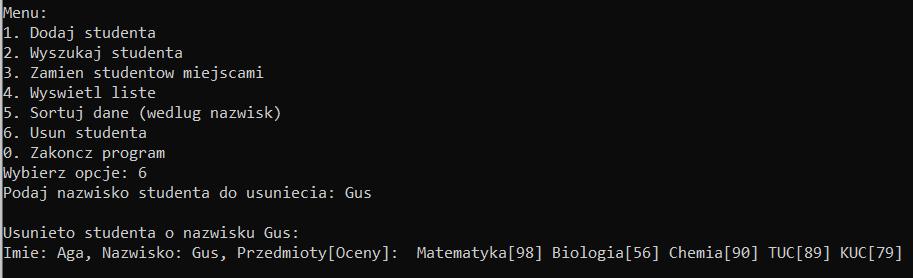 Menu:
1. Dodaj studenta
2. Wyszukaj studenta
3. Zamien studentow miejscami
4. Wyswietl liste
5. Sortuj dane (wedlug nazwisk)
6. Usun studenta
0. Zakoncz program
Wybierz opcje: 6
Podaj nazwisko studenta do usuniecia: Gus
Usunieto studenta o nazwisku Gus:
Imie: Aga, Nazwisko: Gus, Przedmioty[Oceny]:  Matematyka[98] Biologia[56] Chemia[90] TUC[89] KUC[79]